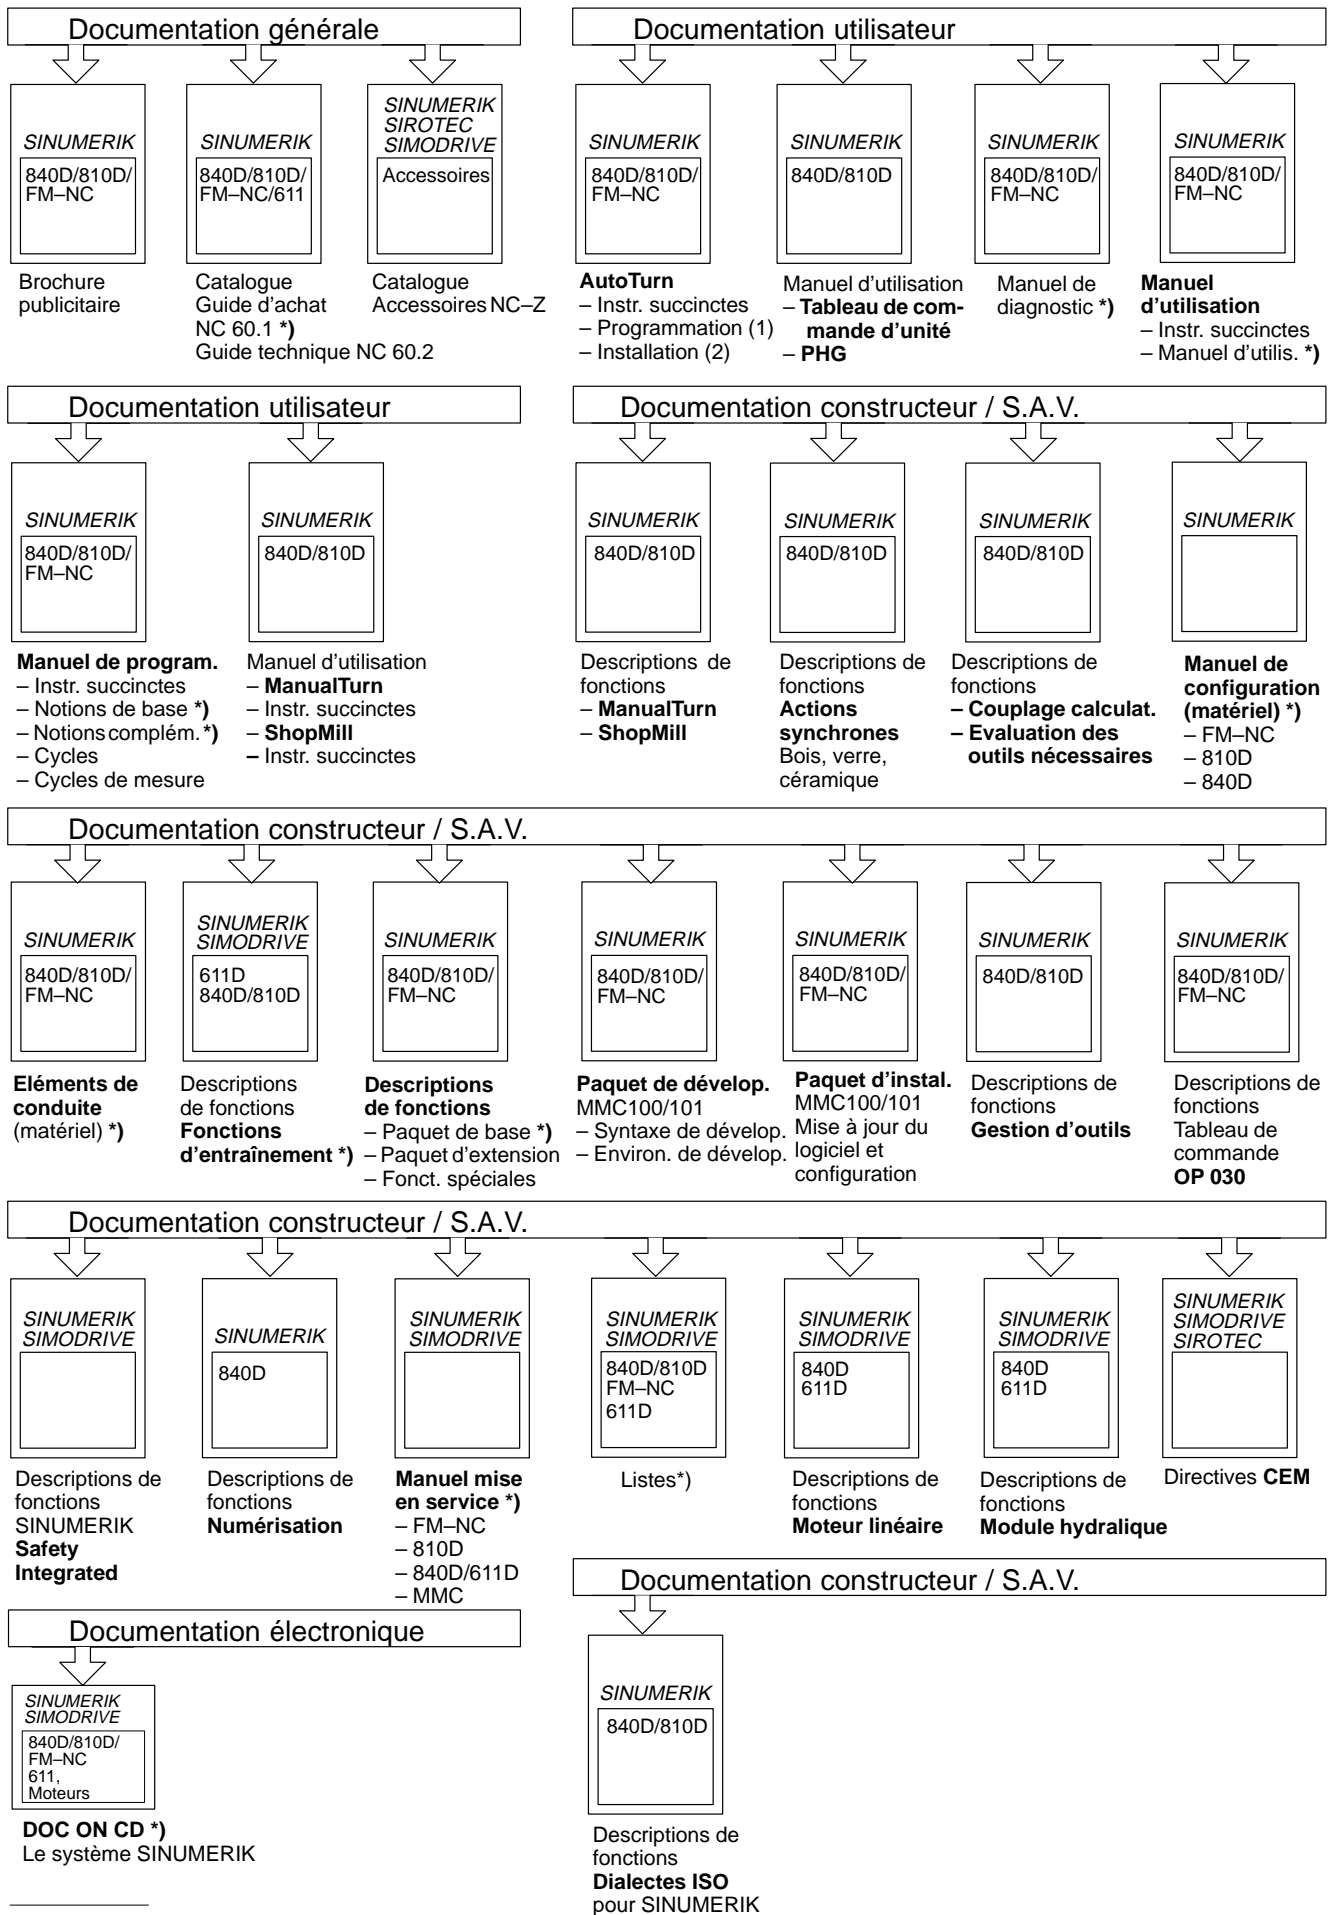 Documentation générale
SINUMERIK
840D/810D/
FM–NC
Brochure
publicitaire
SINUMERIK
840D/810D/
FM–NC/611
Catalogue
Guide d'achat
NC 60.1 *)
Guide technique NC 60.2
SINUMERIK
SIROTEC
SIMODRIVE
Accessoires
Catalogue
Accessoires NC–Z
Documentation utilisateur
SINUMERIK
840D/810D/
FM–NC
AutoTurn
– Instr. succinctes
– Programmation (1)
– Installation (2)
SINUMERIK
840D/810D
Manuel d'utilisation
– Tableau de com-
mande d'unité
– PHG
SINUMERIK
840D/810D/
FM–NC
Manuel de
diagnostic *)
SINUMERIK
840D/810D/
FM–NC
Manuel
d'utilisation
– Instr. succinctes
– Manuel d'utilis. *)
Documentation utilisateur
SINUMERIK
840D/810D/
FM–NC
Manuel de program.
– Instr. succinctes
– Notions de base *)
– Notions complém. *)
– Cycles
– Cycles de mesure
SINUMERIK
840D/810D
Manuel d'utilisation
– ManualTurn
– Instr. succinctes
– ShopMill
– Instr. succinctes
Documentation constructeur / S.A.V.
SINUMERIK
840D/810D
Descriptions de
fonctions
– ManualTurn
– ShopMill
SINUMERIK
840D/810D
Descriptions de
fonctions
Actions
synchrones
Bois, verre,
céramique
SINUMERIK
840D/810D
Descriptions de
fonctions
– Couplage calculat.
– Evaluation des
outils nécessaires
SINUMERIK
Manuel de
configuration
(matériel) *)
– FM–NC
– 810D
– 840D
Documentation constructeur / S.A.V.
SINUMERIK
840D/810D/
FM–NC
Eléments de
conduite
(matériel) *)
SINUMERIK
SIMODRIVE
611D
840D/810D
Descriptions
de fonctions
Fonctions
d'entraînement *)
SINUMERIK
840D/810D/
FM–NC
Descriptions
de fonctions
– Paquet de base *)
– Paquet d'extension
– Fonct. spéciales
SINUMERIK
840D/810D/
FM–NC
Paquet de dévelop.
MMC100/101
– Syntaxe de dévelop.
– Environ. de dévelop.
SINUMERIK
840D/810D/
FM–NC
Paquet d'instal.
MMC100/101
Mise à jour du
logiciel et
configuration
SINUMERIK
840D/810D
Descriptions de
fonctions
Gestion d'outils
SINUMERIK
840D/810D/
FM–NC
Descriptions de
fonctions
Tableau de
commande
OP 030
Documentation constructeur / S.A.V.
SINUMERIK
SIMODRIVE
Descriptions de
fonctions
SINUMERIK
Safety
Integrated
SINUMERIK
840D
Descriptions de
fonctions
Numérisation
SINUMERIK
SIMODRIVE
Manuel mise
en service *)
– FM–NC
– 810D
– 840D/611D
– MMC
SINUMERIK
SIMODRIVE
840D/810D
FM–NC
611D
Listes*)
SINUMERIK
SIMODRIVE
840D
611D
Descriptions de
fonctions
Moteur linéaire
SINUMERIK
SIMODRIVE
840D
611D
Descriptions de
fonctions
Module hydralique
SINUMERIK
SIMODRIVE
SIROTEC
Directives CEM
Documentation électronique
SINUMERIK
SIMODRIVE
840D/810D/
FM–NC
611,
Moteurs
DOC ON CD *)
Le système SINUMERIK
Documentation constructeur / S.A.V.
SINUMERIK
840D/810D
Descriptions de
fonctions
Dialectes ISO
pour SINUMERIK